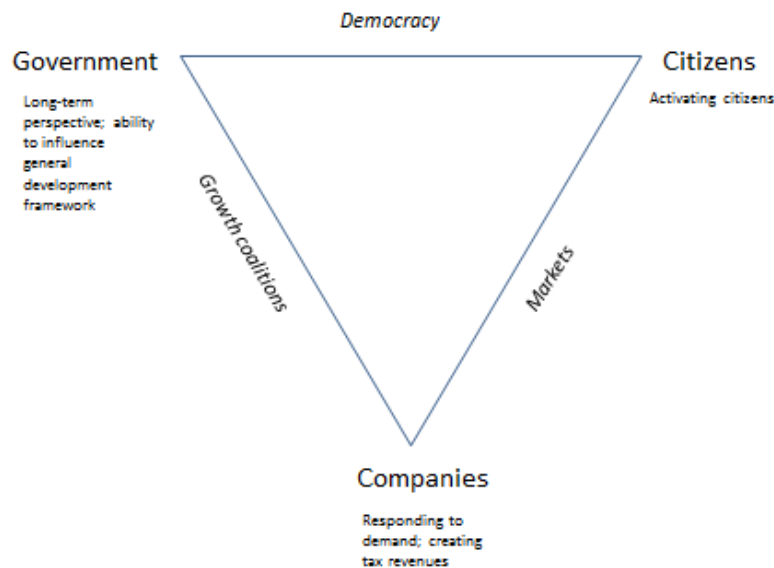 Democracy
Government
Citizens
Long-term
perspective; ability
to influence
general
development
framework
Activating citizens
Growth coalitions
Markets
Companies
Responding to
demand; creating
tax revenues